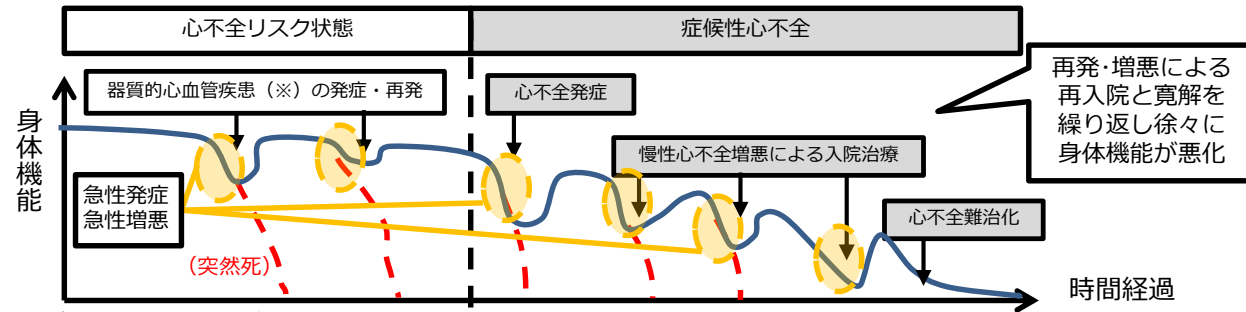 心不全リスク状態
症候性心不全
再発・増悪による
再入院と寛解を
繰り返し徐々に
身体機能が悪化
器質的心血管疾患（※）の発症・再発
心不全発症
身体機能
慢性心不全増悪による入院治療
急性発症
急性増悪
心不全難治化
（突然死）
時間経過